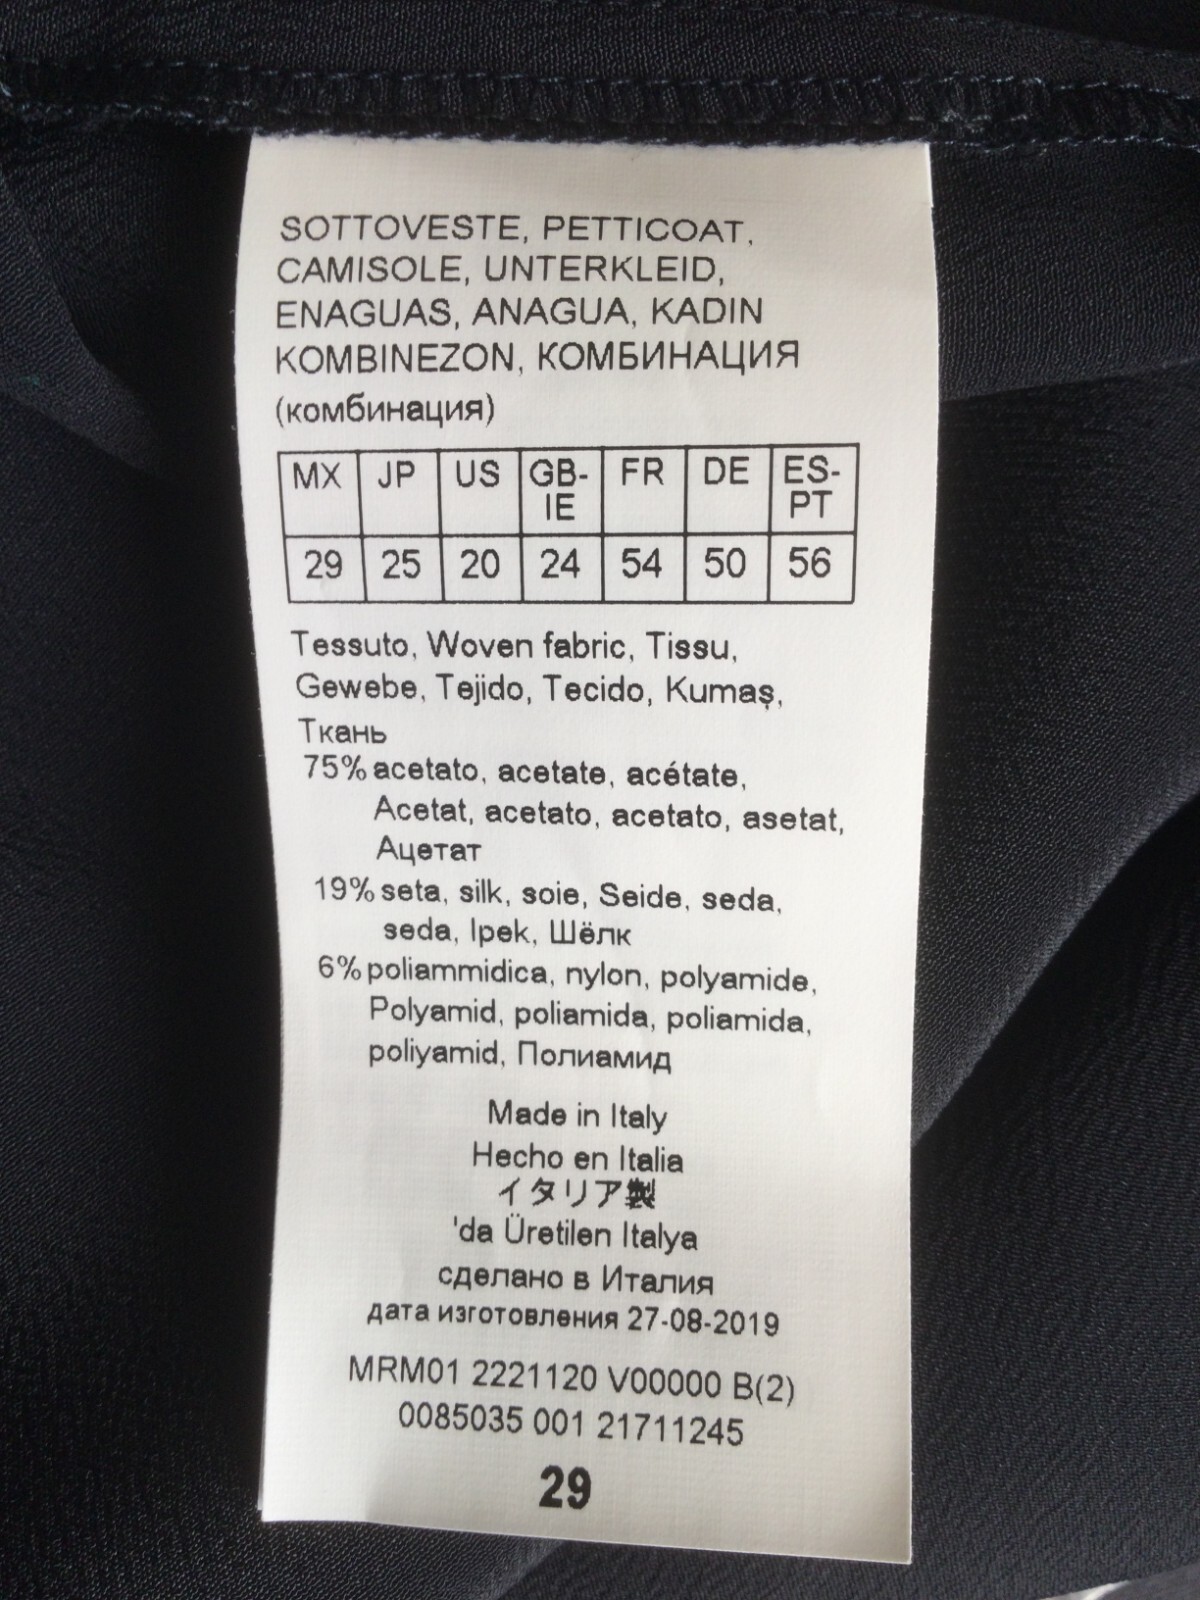 SOTTOVESTE, PETTICOAT,
CAMISOLE, UNTERKLEID,
ENAGUAS, ANAGUA, KADIN
KOMBINEZON, КОМБИНАЦИЯ
(комбинация)
MX JP US GB-IE FR DE ES-PT
29 25 20 24 54 50 56
Tessuto, Woven fabric, Tissu,
Gewebe, Tejido, Tecido, Kumaş,
Ткань
75% acetato, acetate, acétate,
Acetat, acetato, acetato, asetat,
Ацетат
19% seta, silk, soie, Seide, seda,
seda, Ipek, Шёлк
6% poliammidica, nylon, polyamide,
Polyamid, poliamida, poliamida,
poliyamid, Полиамид
Made in Italy
Hecho en Italia
イタリア製
'da Üretilen Italya
сделано в Италия
дата изготовления 27-08-2019
MRM01 2221120 V00000 B(2)
0085035 001 21711245
29